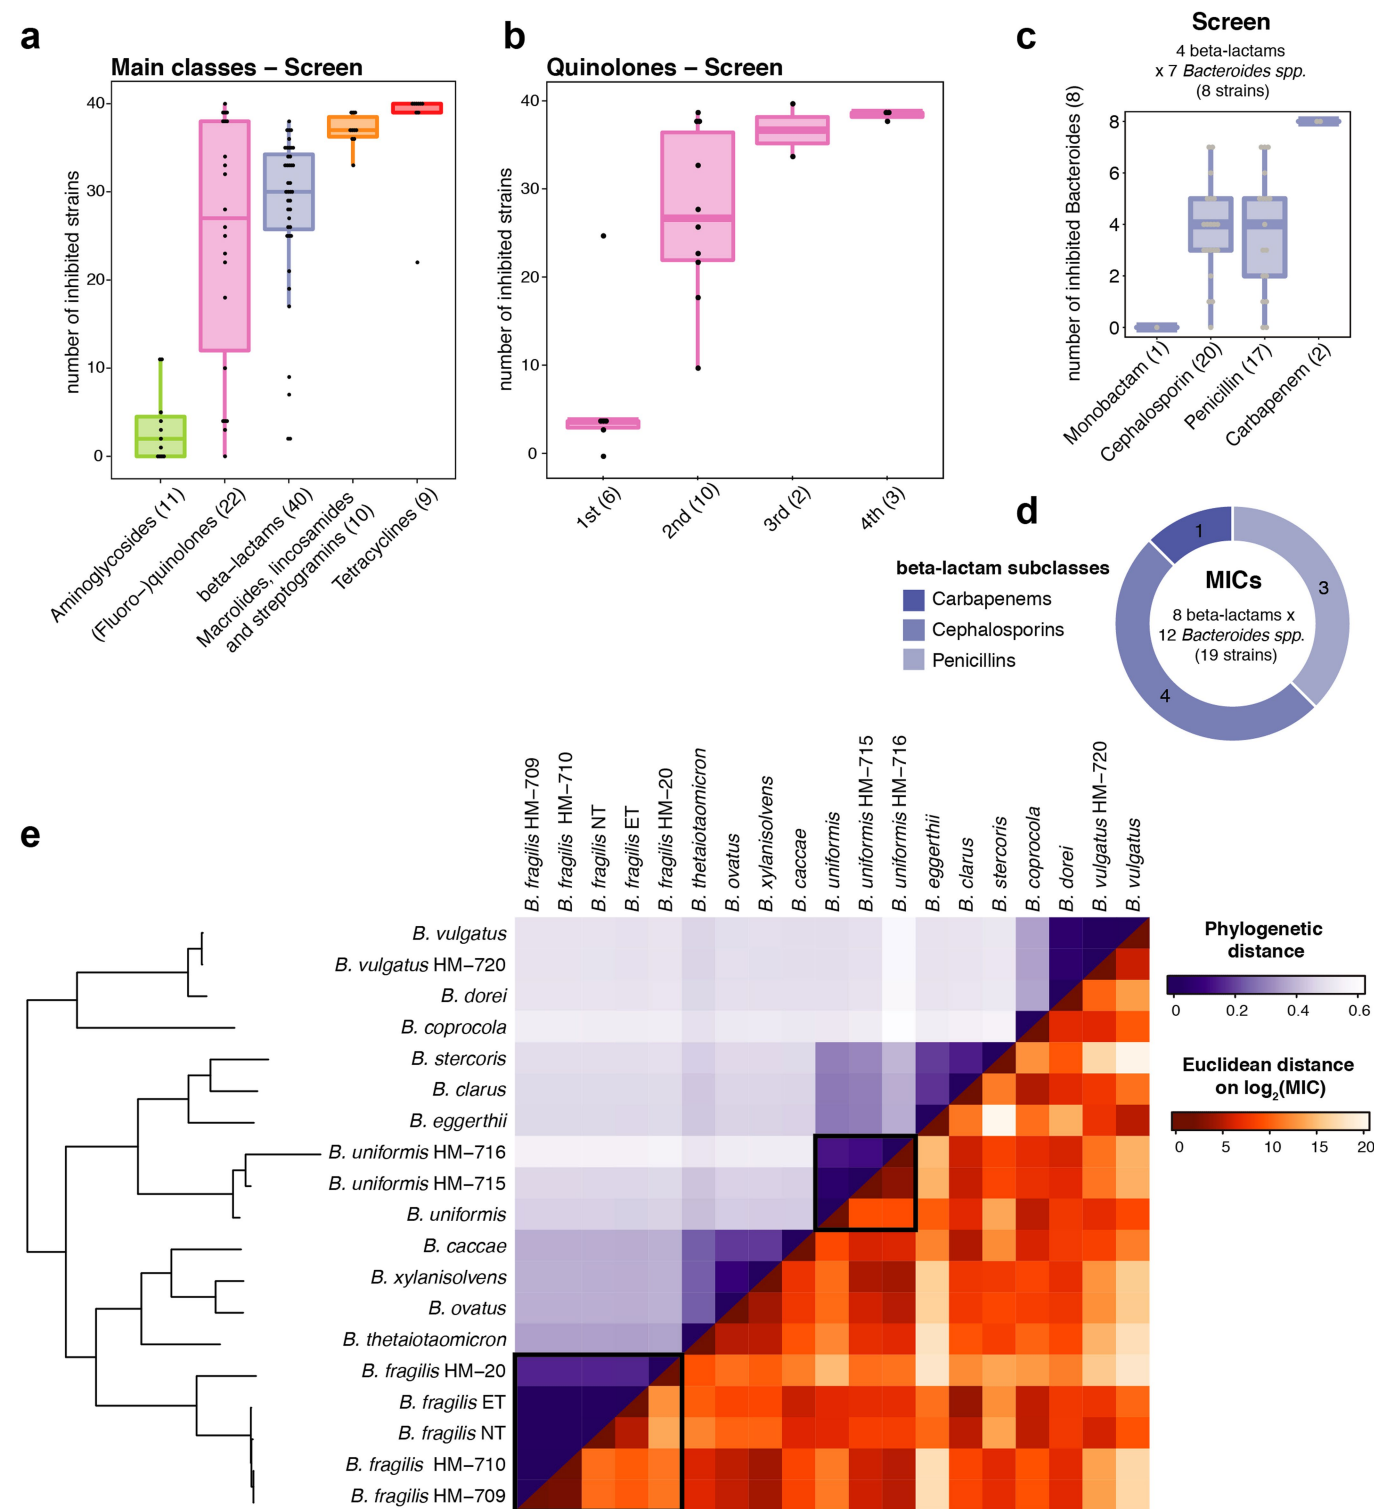 a
Main classes – Screen
number of inhibited strains
40
30
20
10
0
Aminoglycosides (11)
(Fluoro–)quinolones (22)
beta–lactams (40)
Macrolides, lincosamides
and streptogramins (10)
Tetracyclines (9)
b
Quinolones – Screen
number of inhibited strains
40
30
20
10
0
1st (6)
2nd (10)
3rd (2)
4th (3)
c
Screen
4 beta-lactams
x 7 Bacteroides spp.
(8 strains)
number of inhibited Bacteroides (8)
8
6
4
2
0
Monobactam (1)
Cephalosporin (20)
Penicillin (17)
Carbapenem (2)
d
beta-lactam subclasses
Carbapenems
Cephalosporins
Penicillins
1
3
4
MICs
8 beta-lactams x
12 Bacteroides spp.
(19 strains)
e
B. fragilis HM–709
B. fragilis HM–710
B. fragilis NT
B. fragilis ET
B. fragilis HM–20
B. thetaiotaomicron
B. ovatus
B. xylanisolvens
B. caccae
B. uniformis
B. uniformis HM–715
B. uniformis HM–716
B. eggerthii
B. clarus
B. stercoris
B. coprocola
B. dorei
B. vulgatus HM–720
B. vulgatus
B. vulgatus
B. vulgatus HM–720
B. dorei
B. coprocola
B. stercoris
B. clarus
B. eggerthii
B. uniformis HM–716
B. uniformis HM–715
B. uniformis
B. caccae
B. xylanisolvens
B. ovatus
B. thetaiotaomicron
B. fragilis HM–20
B. fragilis ET
B. fragilis NT
B. fragilis HM–710
B. fragilis HM–709
Phylogenetic
distance
0 0.2 0.4 0.6
Euclidean distance
on log2(MIC)
0 5 10 15 20